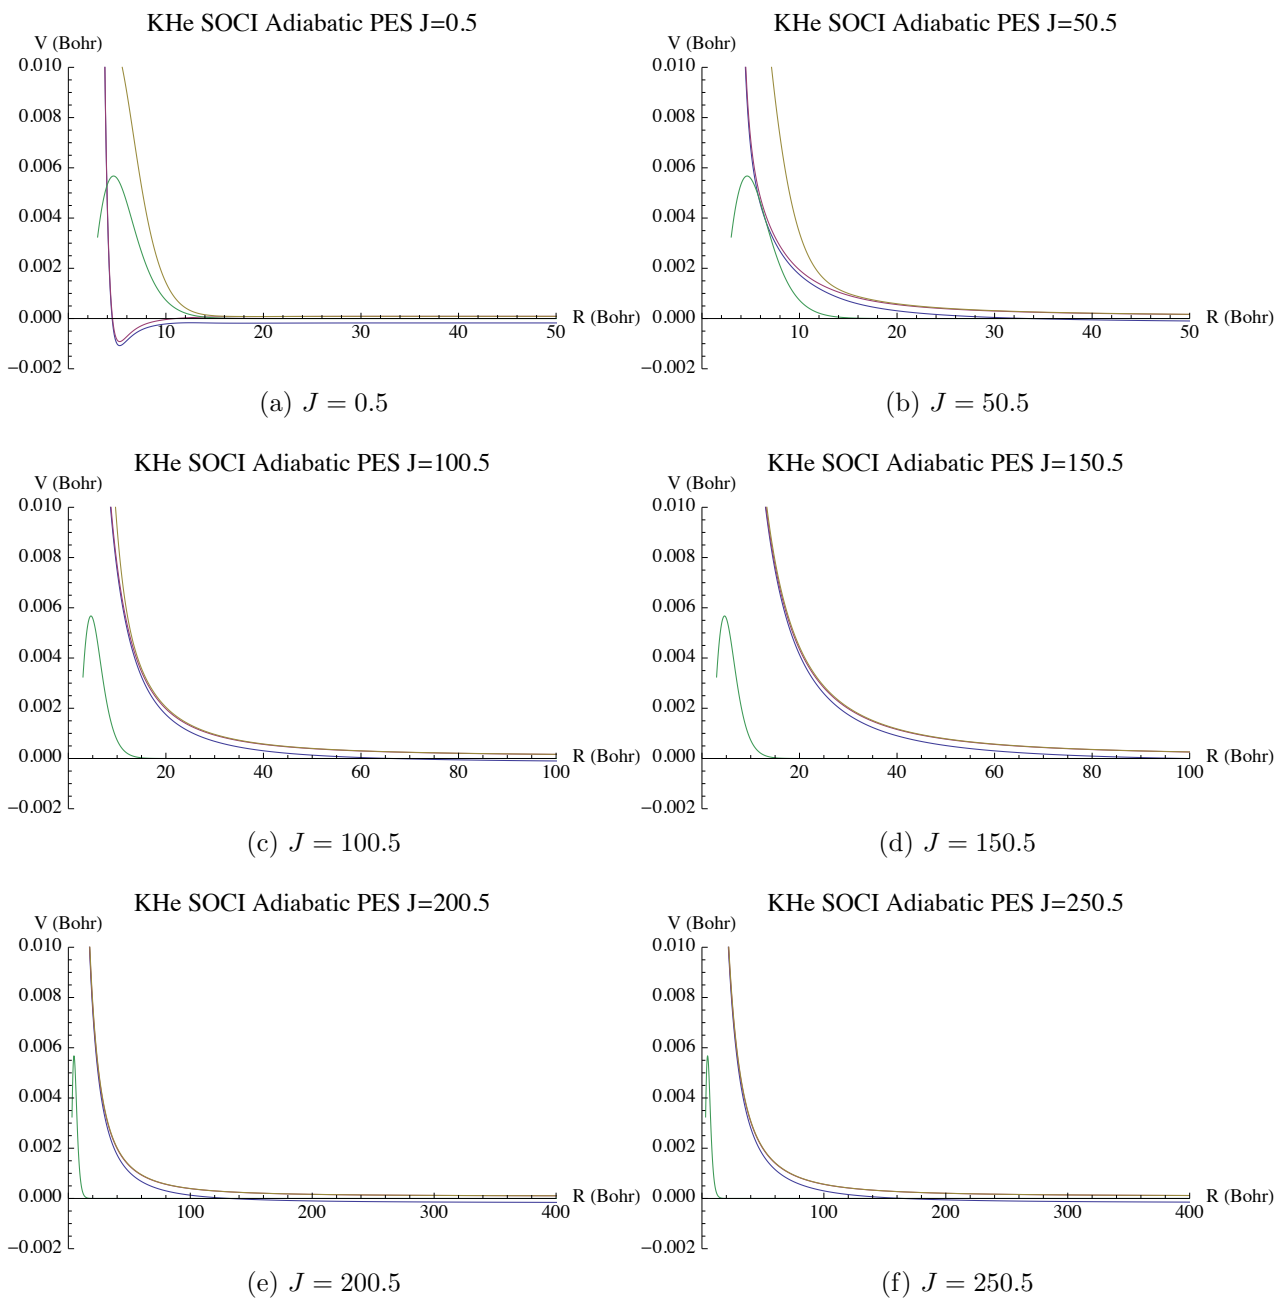 KHe SOCI Adiabatic PES J=0.5
V (Bohr)
0.010
0.008
0.006
0.004
0.002
0.000
−0.002
10
20
30
40
50
R (Bohr)
(a) J = 0.5
KHe SOCI Adiabatic PES J=50.5
V (Bohr)
0.010
0.008
0.006
0.004
0.002
0.000
−0.002
10
20
30
40
50
R (Bohr)
(b) J = 50.5
KHe SOCI Adiabatic PES J=100.5
V (Bohr)
0.010
0.008
0.006
0.004
0.002
0.000
−0.002
20
40
60
80
100
R (Bohr)
(c) J = 100.5
KHe SOCI Adiabatic PES J=150.5
V (Bohr)
0.010
0.008
0.006
0.004
0.002
0.000
−0.002
20
40
60
80
100
R (Bohr)
(d) J = 150.5
KHe SOCI Adiabatic PES J=200.5
V (Bohr)
0.010
0.008
0.006
0.004
0.002
0.000
−0.002
100
200
300
400
R (Bohr)
(e) J = 200.5
KHe SOCI Adiabatic PES J=250.5
V (Bohr)
0.010
0.008
0.006
0.004
0.002
0.000
−0.002
100
200
300
400
R (Bohr)
(f) J = 250.5